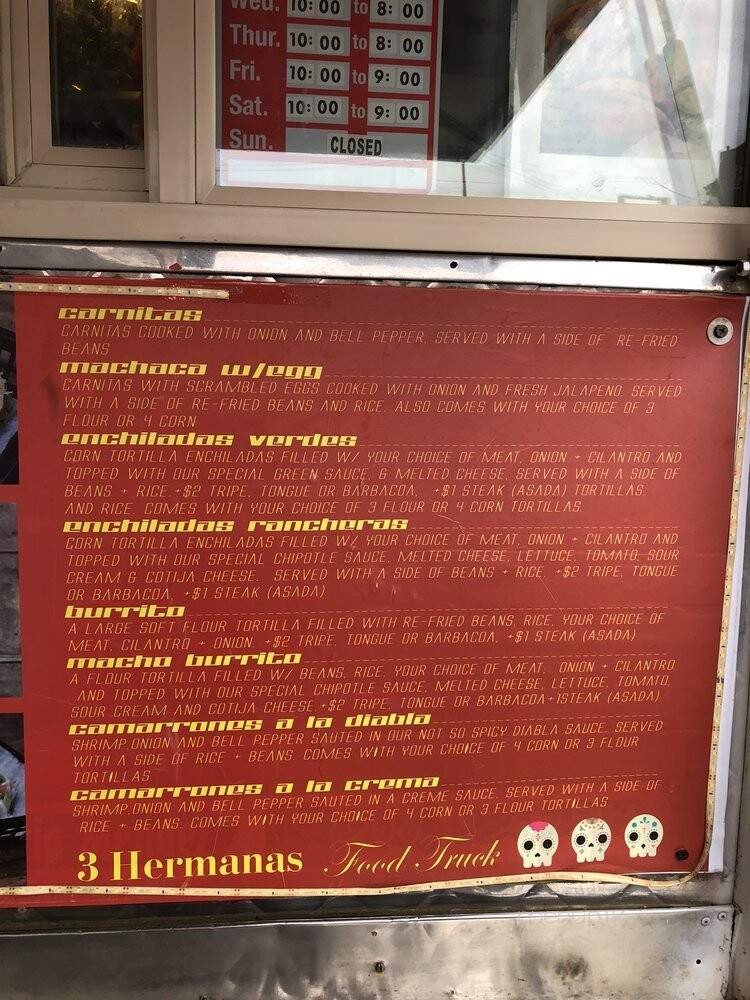 Wed. 10:00 to 8:00
Thur. 10:00 to 8:00
Fri. 10:00 to 9:00
Sat. 10:00 to 9:00
Sun. CLOSED
carnitas
CARNITAS COOKED WITH ONION AND BELL PEPPER, SERVED WITH A SIDE OF RE-FRIED
BEANS
machaca w/egg
CARNITAS WITH SCRAMBLED EGGS COOKED WITH ONION AND FRESH JALAPENO. SERVED
WITH A SIDE OF RE-FRIED BEANS AND RICE. ALSO COMES WITH YOUR CHOICE OF 3
FLOUR OR 4 CORN
enchiladas verdes
CORN TORTILLA ENCHILADAS FILLED W/ YOUR CHOICE OF MEAT, ONION + CILANTRO AND
TOPPED WITH OUR SPECIAL GREEN SAUCE, & MELTED CHEESE, SERVED WITH A SIDE OF
BEANS + RICE. +$2 TRIPE, TONGUE OR BARBACOA, +$1 STEAK (ASADA) TORTILLAS.
AND RICE. COMES WITH YOUR CHOICE OF 3 FLOUR OR 4 CORN TORTILLAS
enchiladas rancheras
CORN TORTILLA ENCHILADAS FILLED W/ YOUR CHOICE OF MEAT, ONION + CILANTRO AND
TOPPED WITH OUR SPECIAL CHIPOTLE SAUCE, MELTED CHEESE, LETTUCE, TOMATO, SOUR
CREAM & COTIJA CHEESE. SERVED WITH A SIDE OF BEANS + RICE. +$2 TRIPE, TONGUE
OR BARBACOA, +$1 STEAK (ASADA)
burrito
A LARGE SOFT FLOUR TORTILLA FILLED WITH RE-FRIED BEANS, RICE, YOUR CHOICE OF
MEAT, CILANTRO + ONION. +$2 TRIPE, TONGUE OR BARBACOA, +$1 STEAK (ASADA)
macho burrito
A FLOUR TORTILLA FILLED W/ BEANS, RICE, YOUR CHOICE OF MEAT, ONION + CILANTRO
AND TOPPED WITH OUR SPECIAL CHIPOTLE SAUCE, MELTED CHEESE, LETTUCE, TOMATO,
SOUR CREAM AND COTIJA CHEESE.+$2 TRIPE, TONGUE OR BARBACOA+1STEAK (ASADA)
camarrones a la diabla
SHRIMP,ONION AND BELL PEPPER SAUTED IN OUR NOT SO SPICY DIABLA SAUCE. SERVED
WITH A SIDE OF RICE + BEANS. COMES WITH YOUR CHOICE OF 4 CORN OR 3 FLOUR
TORTILLAS.
camarrones a la crema
SHRIMP,ONION AND BELL PEPPER SAUTED IN A CREME SAUCE. SERVED WITH A SIDE OF
RICE + BEANS. COMES WITH YOUR CHOICE OF 4 CORN OR 3 FLOUR TORTILLAS
3 Hermanas Food Truck